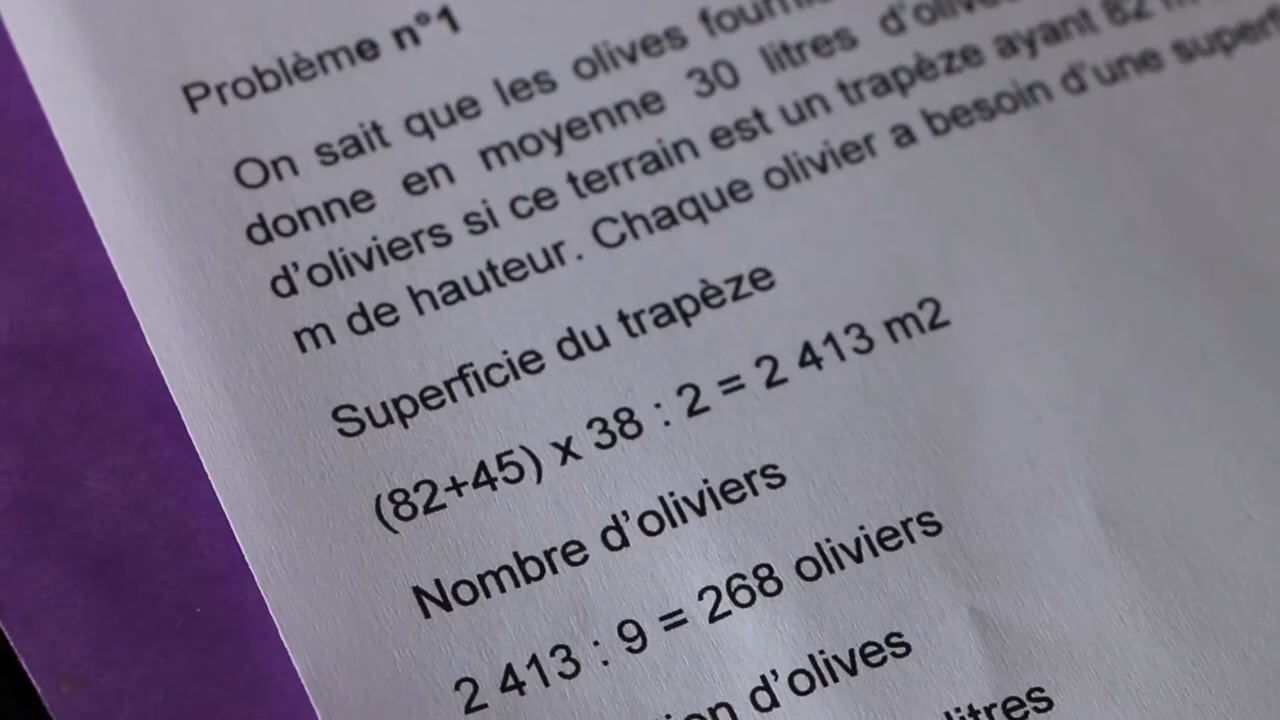 Problème n°1
On sait que les olives
donne en moyenne 30 litres
d'oliviers si ce terrain est un trapèze ayant 82 m
m de hauteur. Chaque olivier a besoin d'une
Superficie du trapèze
(82+45) x 38 : 2 = 2 413 m2
Nombre d'oliviers
2 413 : 9 = 268 oliviers
d'olives
litres